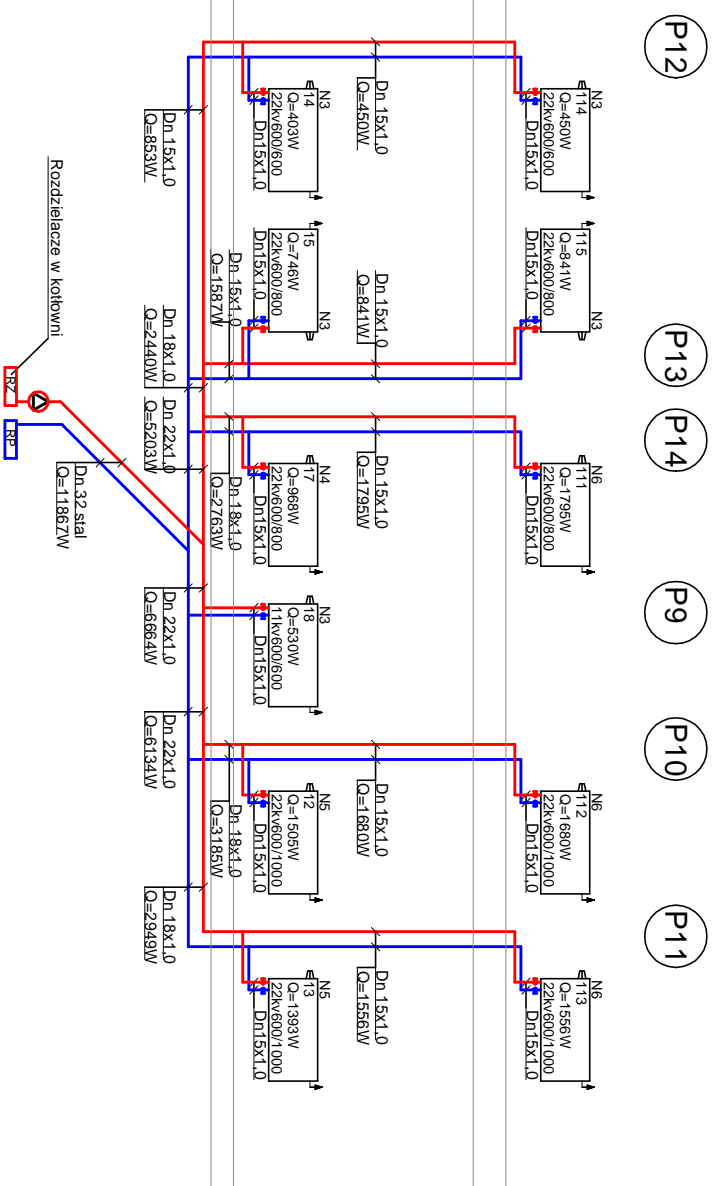 P12
P13
P14
P9
P10
P11
N3
114
Q=450W
22kv600/600
Dn15x1,0
115
N3
Q=841W
22kv600/800
Dn15x1,0
N6
111
Q=1795W
22kv600/800
Dn15x1,0
N6
112
Q=1680W
22kv600/1000
Dn15x1,0
N6
113
Q=1556W
22kv600/1000
Dn15x1,0
Dn 15x1,0
Q=450W
Dn 15x1,0
Q=841W
Dn 15x1,0
Q=1795W
Dn 15x1,0
Q=1680W
Dn 15x1,0
Q=1556W
N3
14
Q=403W
22kv600/600
Dn15x1,0
15
N3
Q=746W
22kv600/800
Dn15x1,0
N4
17
Q=968W
22kv600/800
Dn15x1,0
N3
18
Q=530W
11kv600/600
Dn15x1,0
N5
12
Q=1505W
22kv600/1000
Dn15x1,0
N5
13
Q=1393W
22kv600/1000
Dn15x1,0
Dn 15x1,0
Q=1587W
Dn 18x1,0
Q=2763W
Dn 18x1,0
Q=3185W
Dn 15x1,0
Q=853W
Dn 18x1,0
Q=2440W
Dn 22x1,0
Q=5203W
Dn 22x1,0
Q=6664W
Dn 22x1,0
Q=6134W
Dn 18x1,0
Q=2949W
Dn 32 stal
Q=11867W
Rozdzielacze w kotłowni
RZ
RP